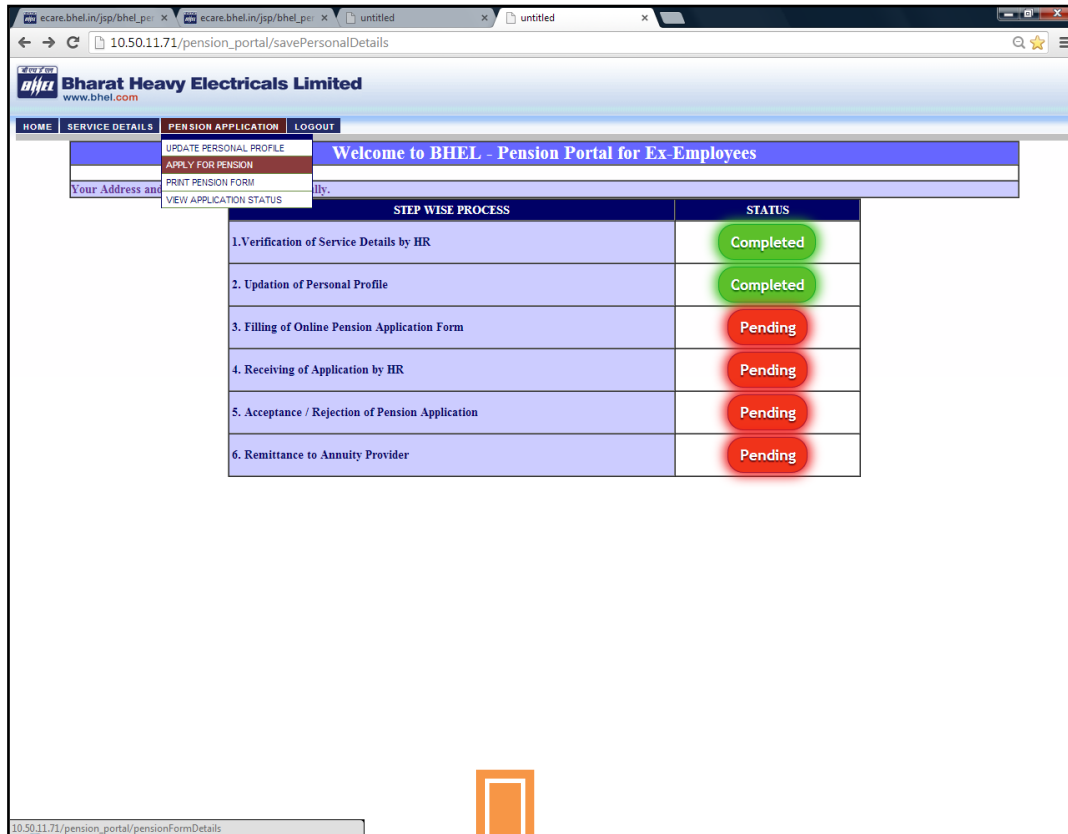 ecare.bhel.in/jsp/bhel_per
ecare.bhel.in/jsp/bhel_per
untitled
untitled
10.50.11.71/pension_portal/savePersonalDetails
Bharat Heavy Electricals Limited
www.bhel.com
HOME SERVICE DETAILS PENSION APPLICATION LOGOUT
UPDATE PERSONAL PROFILE
APPLY FOR PENSION
PRINT PENSION FORM
VIEW APPLICATION STATUS
Welcome to BHEL - Pension Portal for Ex-Employees
Your Address and
STEP WISE PROCESS STATUS
1.Verification of Service Details by HR Completed
2. Updation of Personal Profile Completed
3. Filling of Online Pension Application Form Pending
4. Receiving of Application by HR Pending
5. Acceptance / Rejection of Pension Application Pending
6. Remittance to Annuity Provider Pending
10.50.11.71/pension_portal/pensionFormDetails